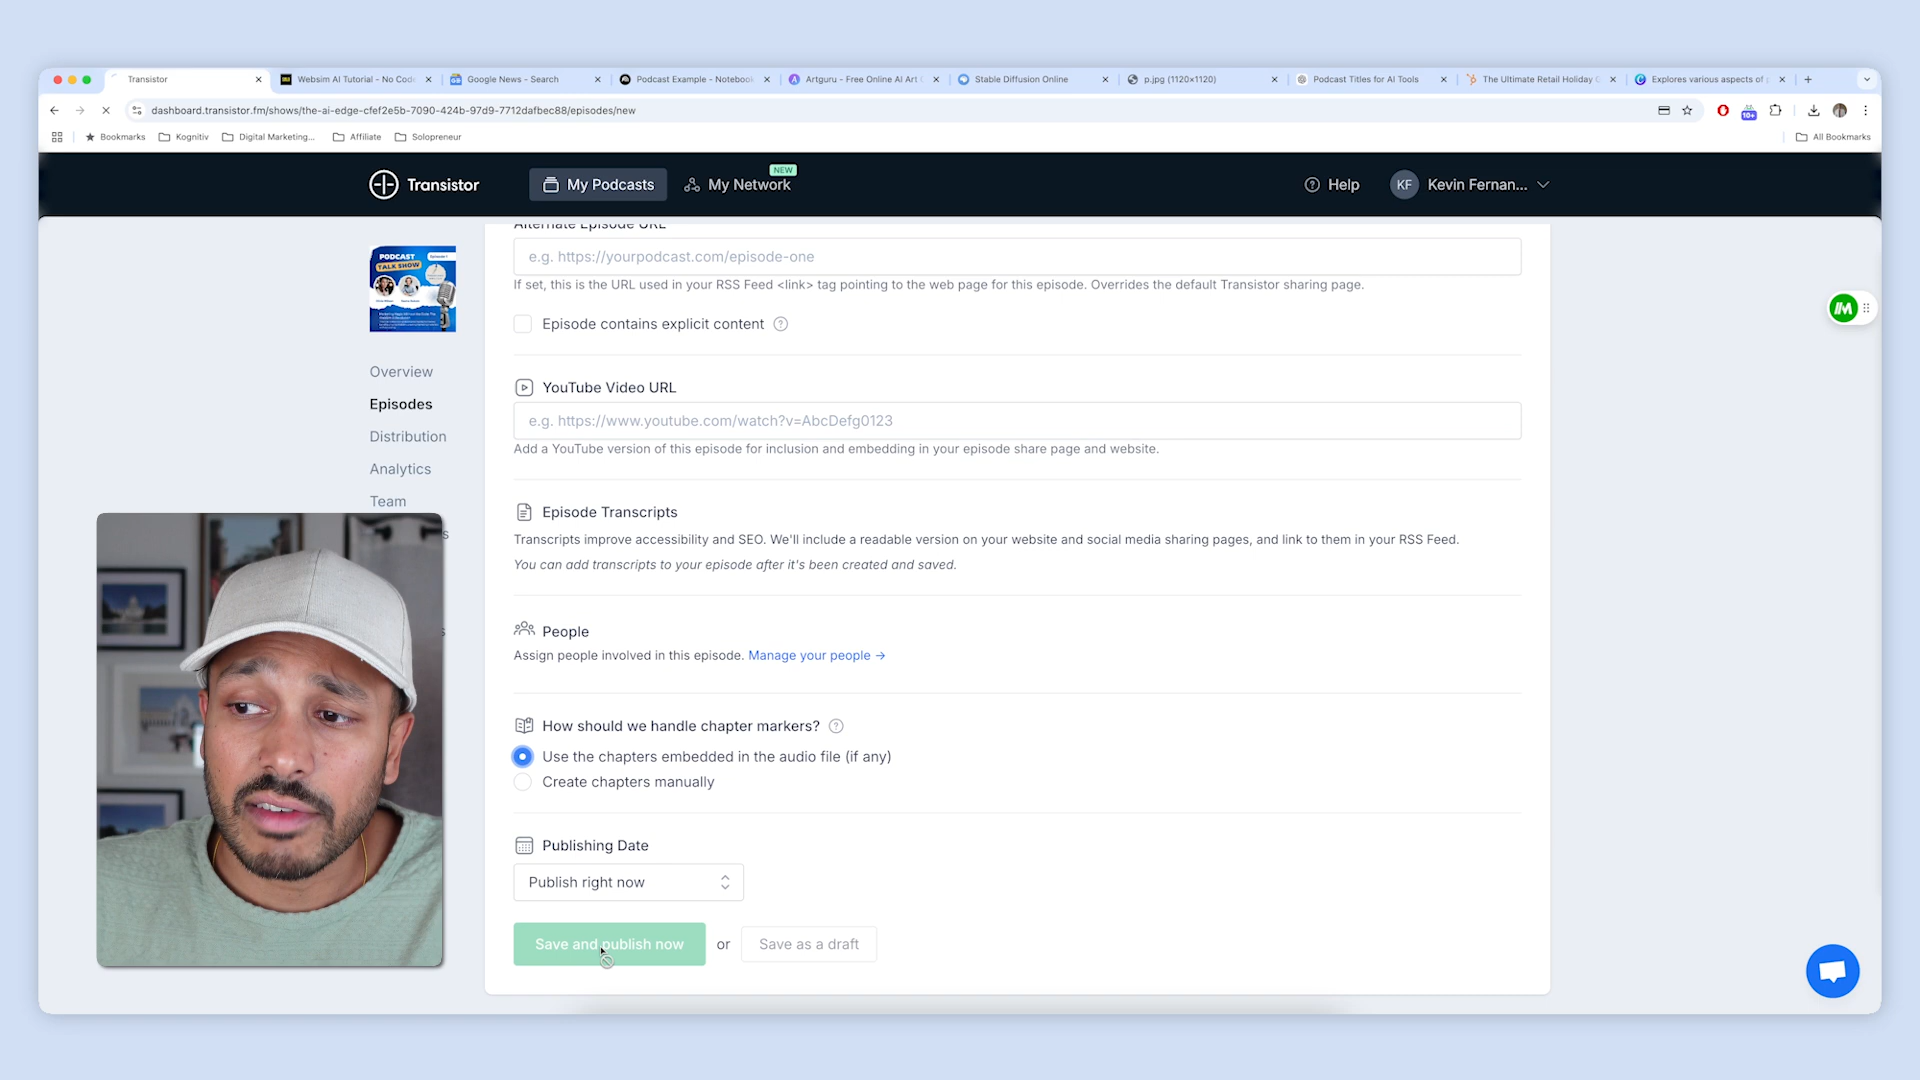 Transistor
Websim AI Tutorial - No Cod
Google News - Search
Podcast Example - Notebook
Artguru - Free Online AI Art
Stable Diffusion Online
p.jpg (1120×1120)
Podcast Titles for AI Tools
The Ultimate Retail Holiday
Explores various aspects of
dashboard.transistor.fm/shows/the-ai-edge-cfef2e5b-7090-424b-97d9-7712dafbec88/episodes/new
10+
Bookmarks
Kognitiv
Digital Marketing...
Affiliate
Solopreneur
All Bookmarks
Transistor
My Podcasts
My Network
NEW
Help
KF
Kevin Fernan...
PODCAST
TALK SHOW
Overview
Episodes
Distribution
Analytics
Team
Alternate Episode URL
e.g. https://yourpodcast.com/episode-one
If set, this is the URL used in your RSS Feed <link> tag pointing to the web page for this episode. Overrides the default Transistor sharing page.
Episode contains explicit content
YouTube Video URL
e.g. https://www.youtube.com/watch?v=AbcDefg0123
Add a YouTube version of this episode for inclusion and embedding in your episode share page and website.
Episode Transcripts
Transcripts improve accessibility and SEO. We'll include a readable version on your website and social media sharing pages, and link to them in your RSS Feed.
You can add transcripts to your episode after it's been created and saved.
People
Assign people involved in this episode. Manage your people →
How should we handle chapter markers?
Use the chapters embedded in the audio file (if any)
Create chapters manually
Publishing Date
Publish right now
Save and publish now
or
Save as a draft